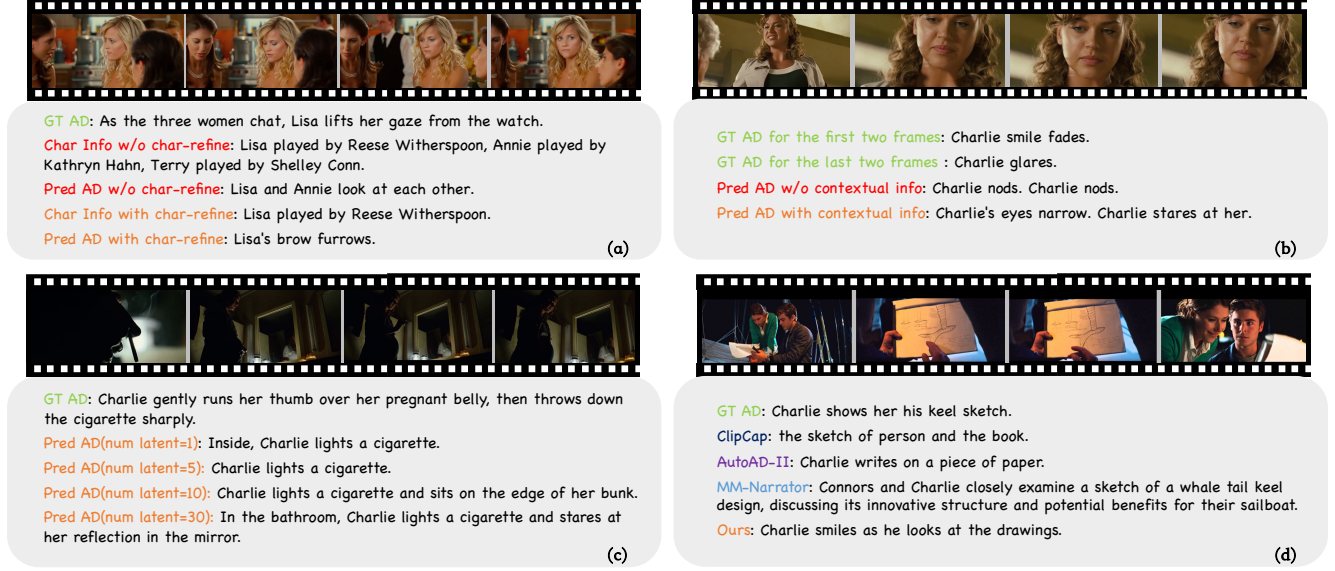 GT AD: As the three women chat, Lisa lifts her gaze from the watch.
Char Info w/o char-refine: Lisa played by Reese Witherspoon, Annie played by
Kathryn Hahn, Terry played by Shelley Conn.
Pred AD w/o char-refine: Lisa and Annie look at each other.
Char Info with char-refine: Lisa played by Reese Witherspoon.
Pred AD with char-refine: Lisa's brow furrows.
(a)
GT AD for the first two frames: Charlie smile fades.
GT AD for the last two frames : Charlie glares.
Pred AD w/o contextual info: Charlie nods. Charlie nods.
Pred AD with contextual info: Charlie's eyes narrow. Charlie stares at her.
(b)
GT AD: Charlie gently runs her thumb over her pregnant belly, then throws down
the cigarette sharply.
Pred AD(num latent=1): Inside, Charlie lights a cigarette.
Pred AD(num latent=5): Charlie lights a cigarette.
Pred AD(num latent=10): Charlie lights a cigarette and sits on the edge of her bunk.
Pred AD(num latent=30): In the bathroom, Charlie lights a cigarette and stares at
her reflection in the mirror.
(c)
GT AD: Charlie shows her his keel sketch.
ClipCap: the sketch of person and the book.
AutoAD-II: Charlie writes on a piece of paper.
MM-Narrator: Connors and Charlie closely examine a sketch of a whale tail keel
design, discussing its innovative structure and potential benefits for their sailboat.
Ours: Charlie smiles as he looks at the drawings.
(d)